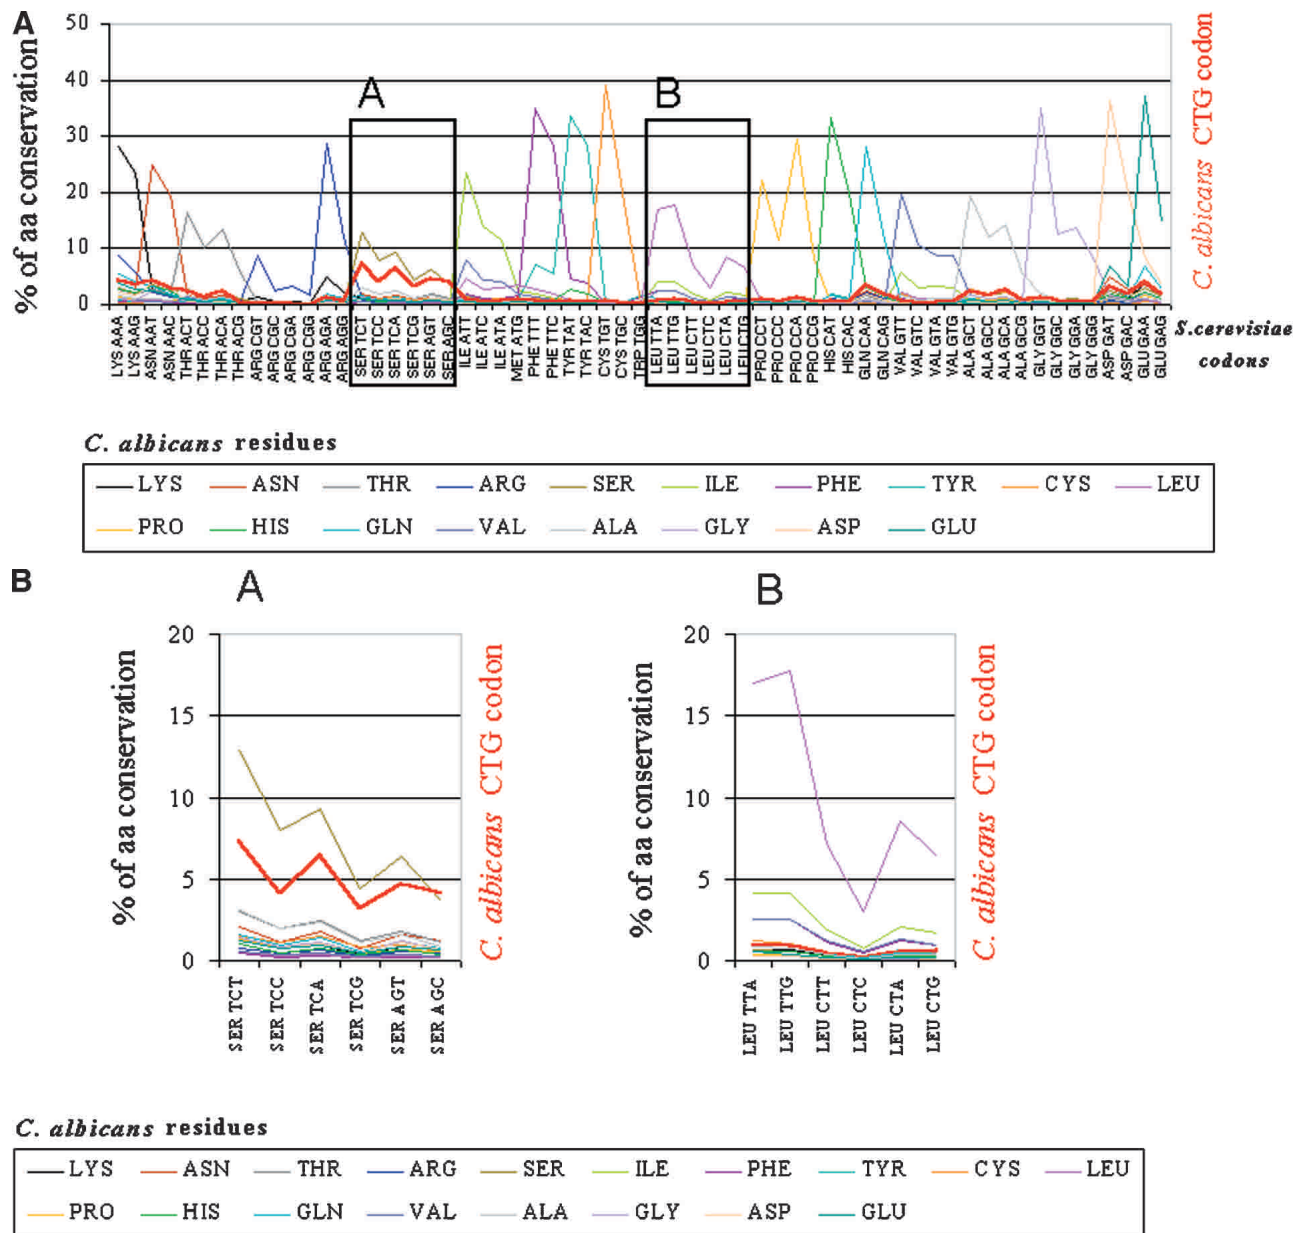 A
50
40
30
20
10
0
% of aa conservation
A
B
C. albicans CTG codon
LYS AAA
LYS AAG
ASN AAT
ASN AAC
THR ACT
THR ACC
THR ACA
THR ACG
ARG CGT
ARG CGC
ARG CGA
ARG CGG
ARG AGA
ARG AGG
SER TCT
SER TCC
SER TCA
SER TCG
SER AGT
SER AGC
ILE ATT
ILE ATC
ILE ATA
MET ATG
PHE TTT
PHE TTC
TYR TAT
TYR TAC
CYS TGT
CYS TGC
TRP TGG
LEU TTA
LEU TTG
LEU CTT
LEU CTC
LEU CTA
LEU CTG
PRO CCT
PRO CCC
PRO CCA
PRO CCG
HIS CAT
HIS CAC
GLN CAA
GLN CAG
VAL GTT
VAL GTC
VAL GTA
VAL GTG
ALA GCT
ALA GCC
ALA GCA
ALA GCG
GLY GGT
GLY GGC
GLY GGA
GLY GGG
ASP GAT
ASP GAC
GLU GAA
GLU GAG
S.cerevisiae
codons
C. albicans residues
LYS ASN THR ARG SER ILE PHE TYR CYS LEU
PRO HIS GLN VAL ALA GLY ASP GLU
B
A
20
15
10
5
0
% of aa conservation
C. albicans CTG codon
SER TCT
SER TCC
SER TCA
SER TCG
SER AGT
SER AGC
B
20
15
10
5
0
% of aa conservation
C. albicans CTG codon
LEU TTA
LEU TTG
LEU CTT
LEU CTC
LEU CTA
LEU CTG
C. albicans residues
LYS ASN THR ARG SER ILE PHE TYR CYS LEU
PRO HIS GLN VAL ALA GLY ASP GLU